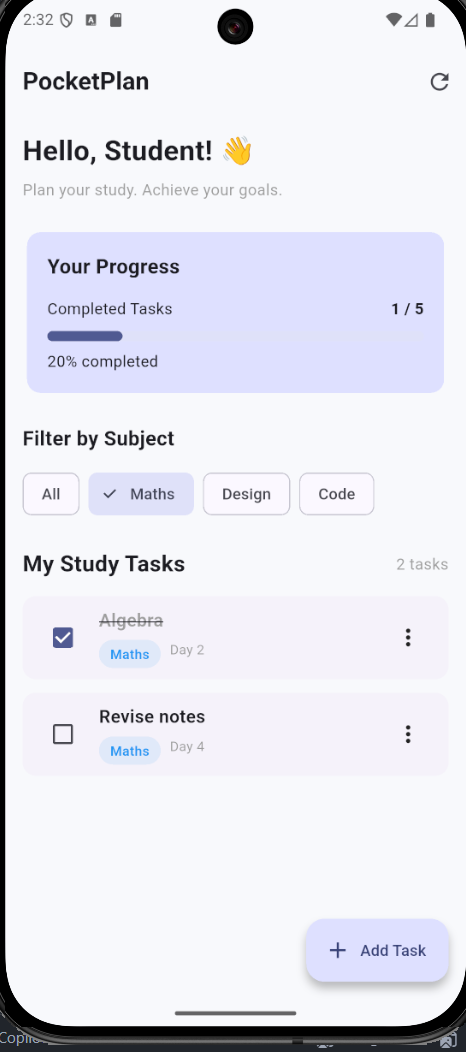 2:32
PocketPlan
Hello, Student! 👋
Plan your study. Achieve your goals.
Your Progress
Completed Tasks 1 / 5
20% completed
Filter by Subject
All Maths Design Code
My Study Tasks 2 tasks
Algebra
Maths Day 2
Revise notes
Maths Day 4
+ Add Task